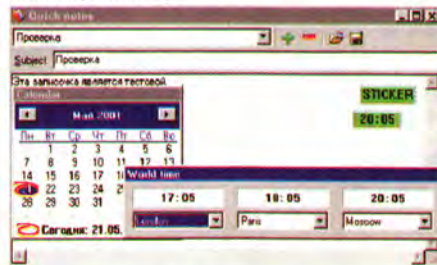 Quick notes
Проверка
Subject Проверка
Эта записочка является тестовой
STICKER
20:05
Calendar
Май 2001
Пн Вт Ср Чт Пт Сб Вс
1 2 3 4 5 6
7 8 9 10 11 12 13
14 15 16 17
22 23 24
28 29 30 31
Сегодня: 21.05.
World time
17:05 18:05 20:05
London Paris Moscow